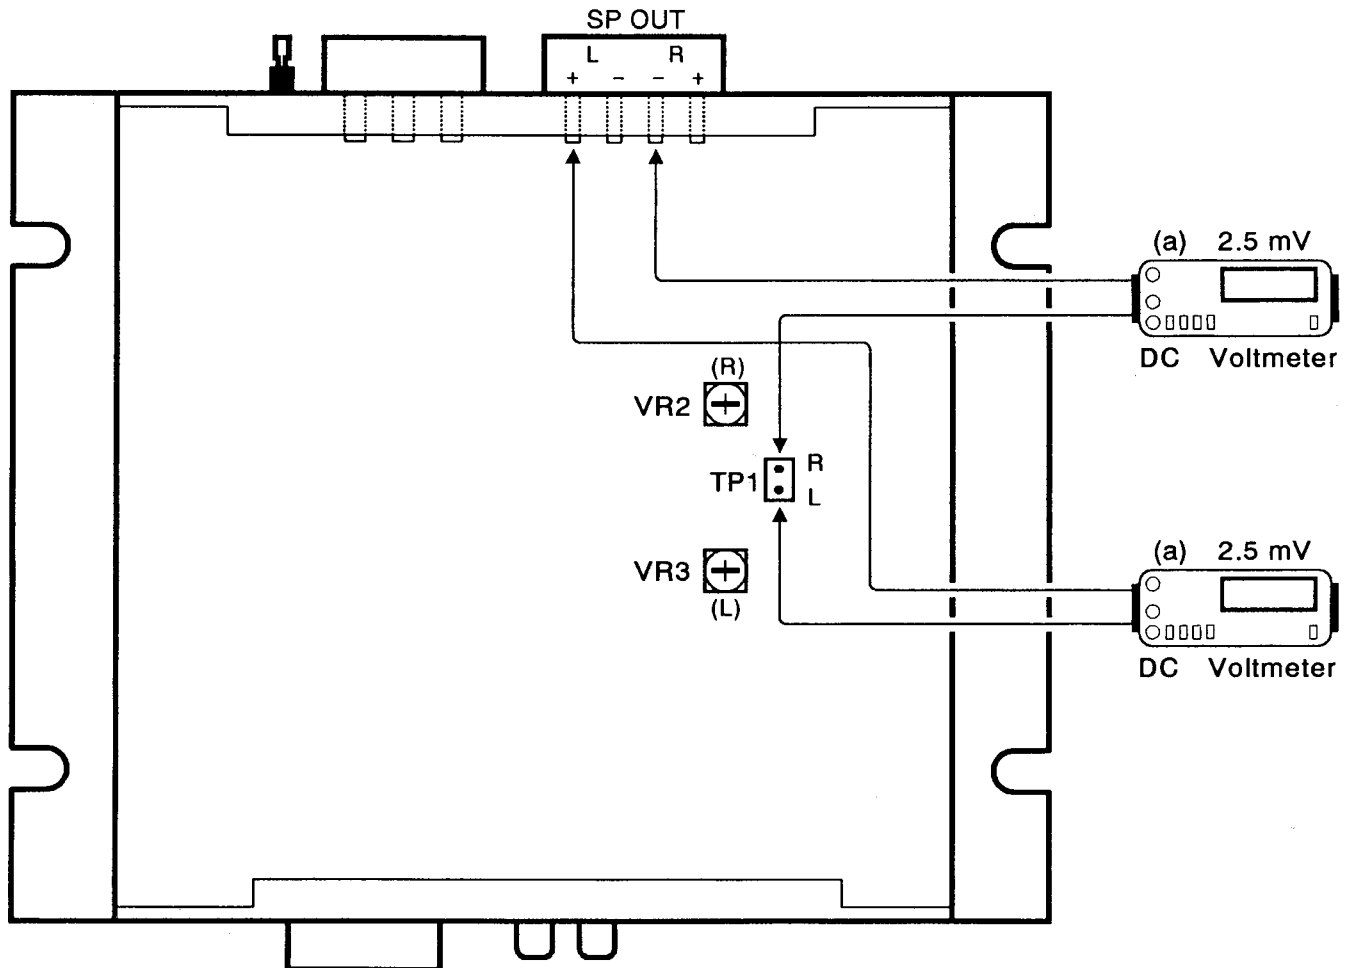 SP OUT
L R
+ - - +
(a) 2.5 mV
DC Voltmeter
(R)
VR2
R
TP1
L
(a) 2.5 mV
VR3
(L)
DC Voltmeter